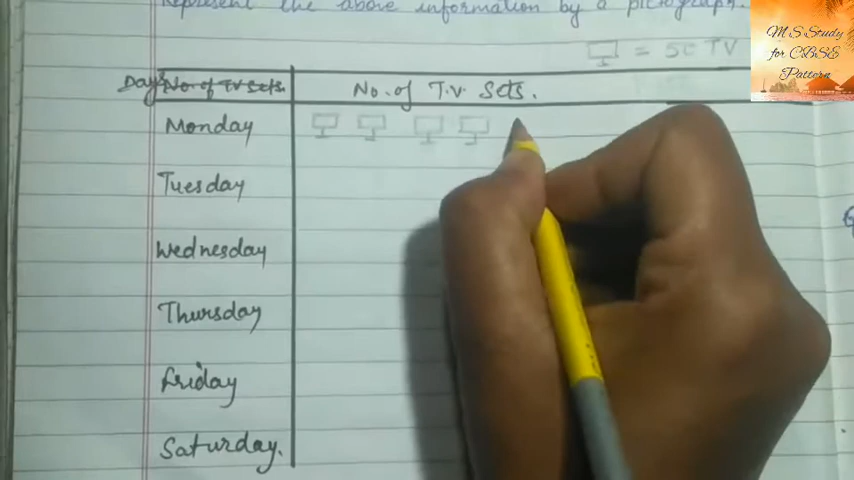 Represent the above information by a pictograph.
= 50 TV
Days No. of TV Sets.
No. of T.V. Sets.
Monday
Tuesday
Wednesday
Thursday
Friday
Saturday.
M S Study
for CBSE
Pattern